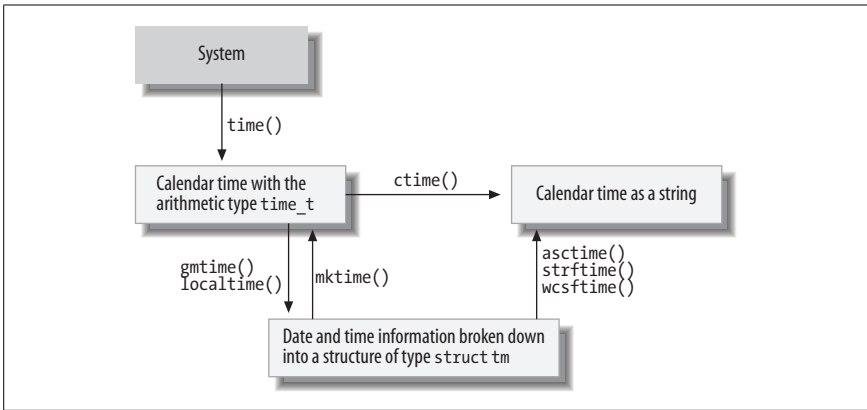 System
time()
Calendar time with the
arithmetic type time_t
ctime()
Calendar time as a string
gmtime()
localtime()
mktime()
asctime()
strftime()
wcsftime()
Date and time information broken down
into a structure of type struct tm